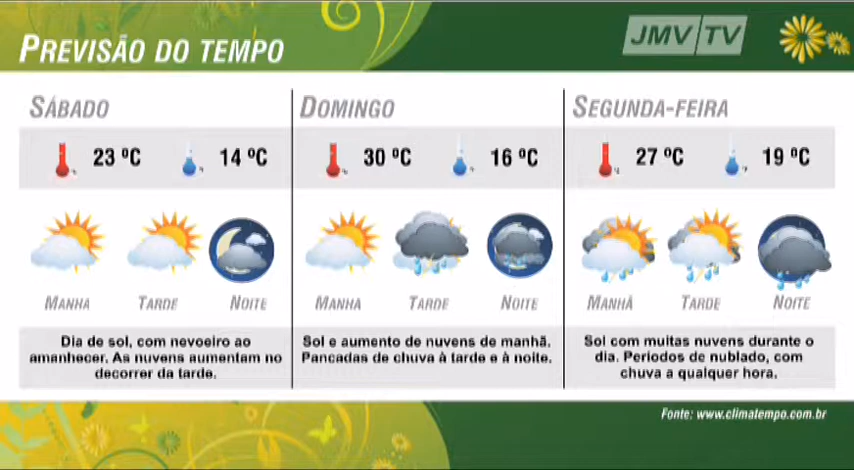 PREVISÃO DO TEMPO
JMV TV
SÁBADO
23 ºC 14 ºC
MANHÃ TARDE NOITE
Dia de sol, com nevoeiro ao
amanhecer. As nuvens aumentam no
decorrer da tarde.
DOMINGO
30 ºC 16 ºC
MANHÃ TARDE NOITE
Sol e aumento de nuvens de manhã.
Pancadas de chuva à tarde e à noite.
SEGUNDA-FEIRA
27 ºC 19 ºC
MANHÃ TARDE NOITE
Sol com muitas nuvens durante o
dia. Períodos de nublado, com
chuva a qualquer hora.
Fonte: www.climatempo.com.br